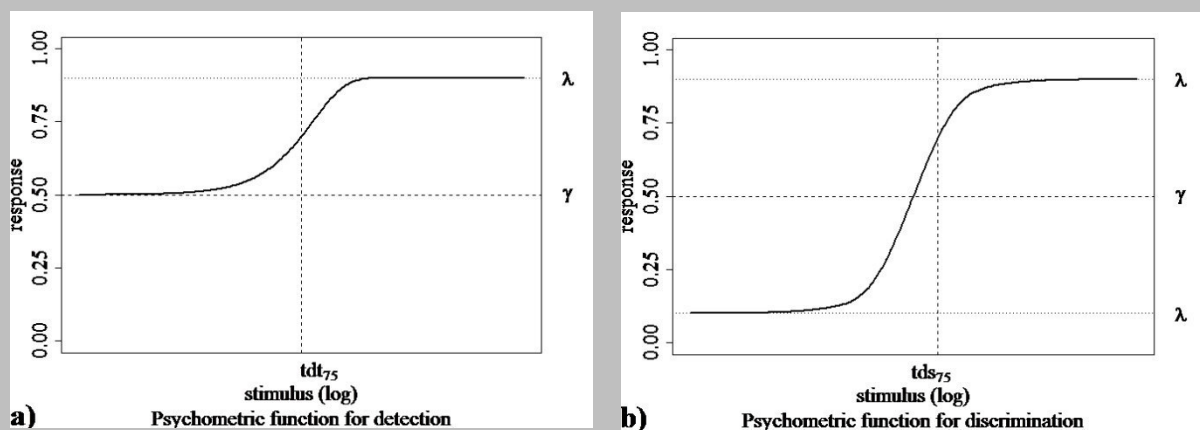 1.00
0.75
0.50
0.25
0.00
response
λ
γ
tdt75
stimulus (log)
a)
Psychometric function for detection
1.00
0.75
0.50
0.25
0.00
response
λ
γ
λ
tds75
stimulus (log)
b)
Psychometric function for discrimination